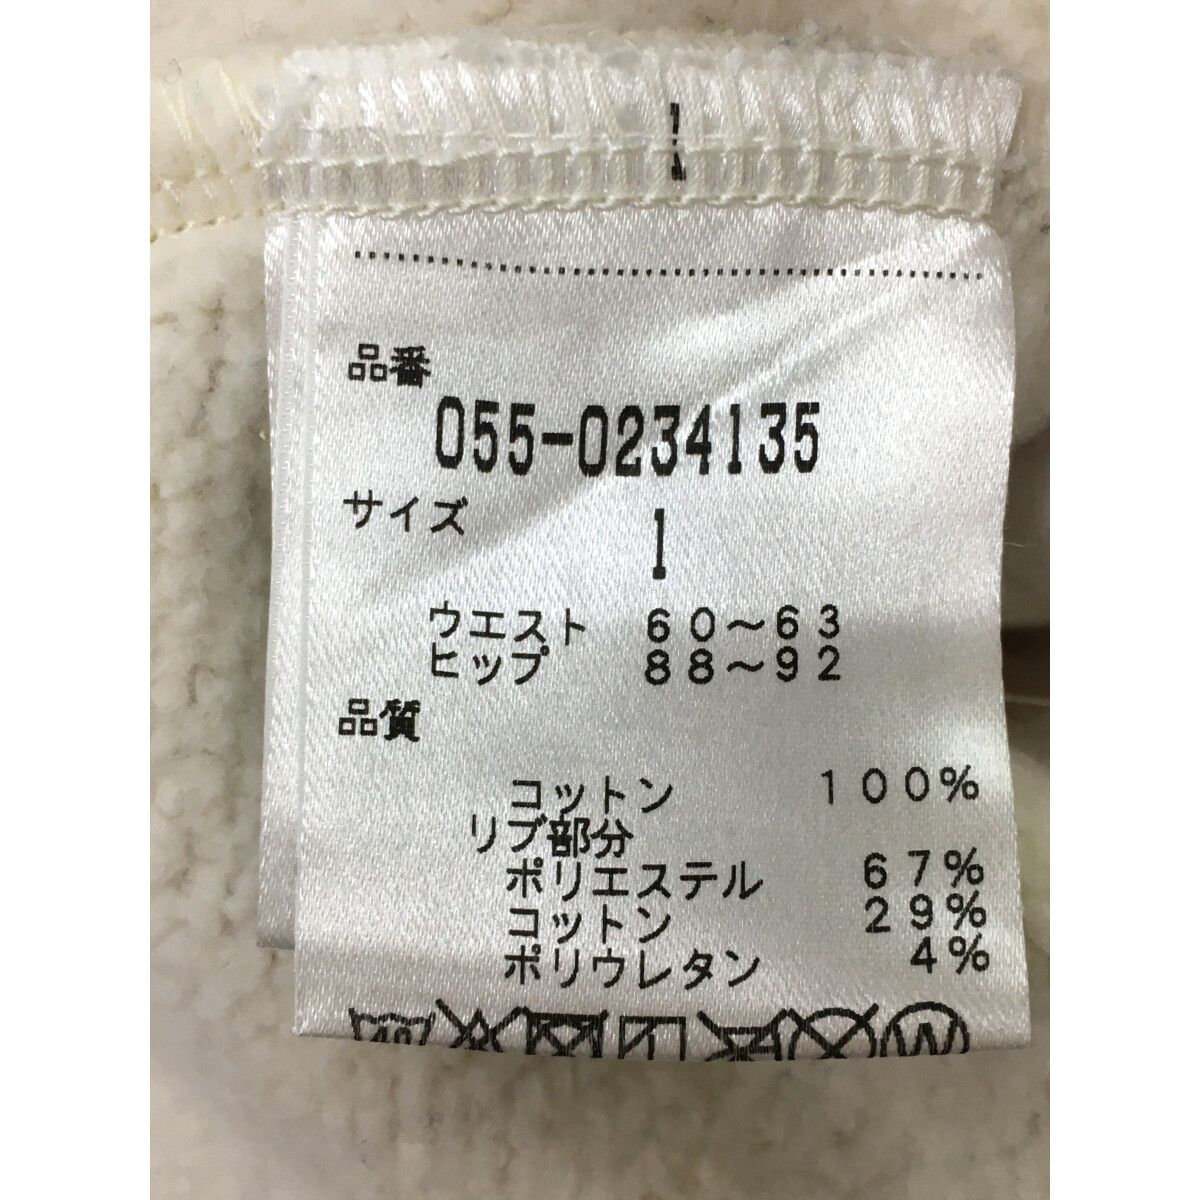 品番
055-0234135
サイズ 1
ウエスト 60～63
ヒップ 88～92
品質
コットン 100%
リブ部分
ポリエステル 67%
コットン 29%
ポリウレタン 4%
40 W